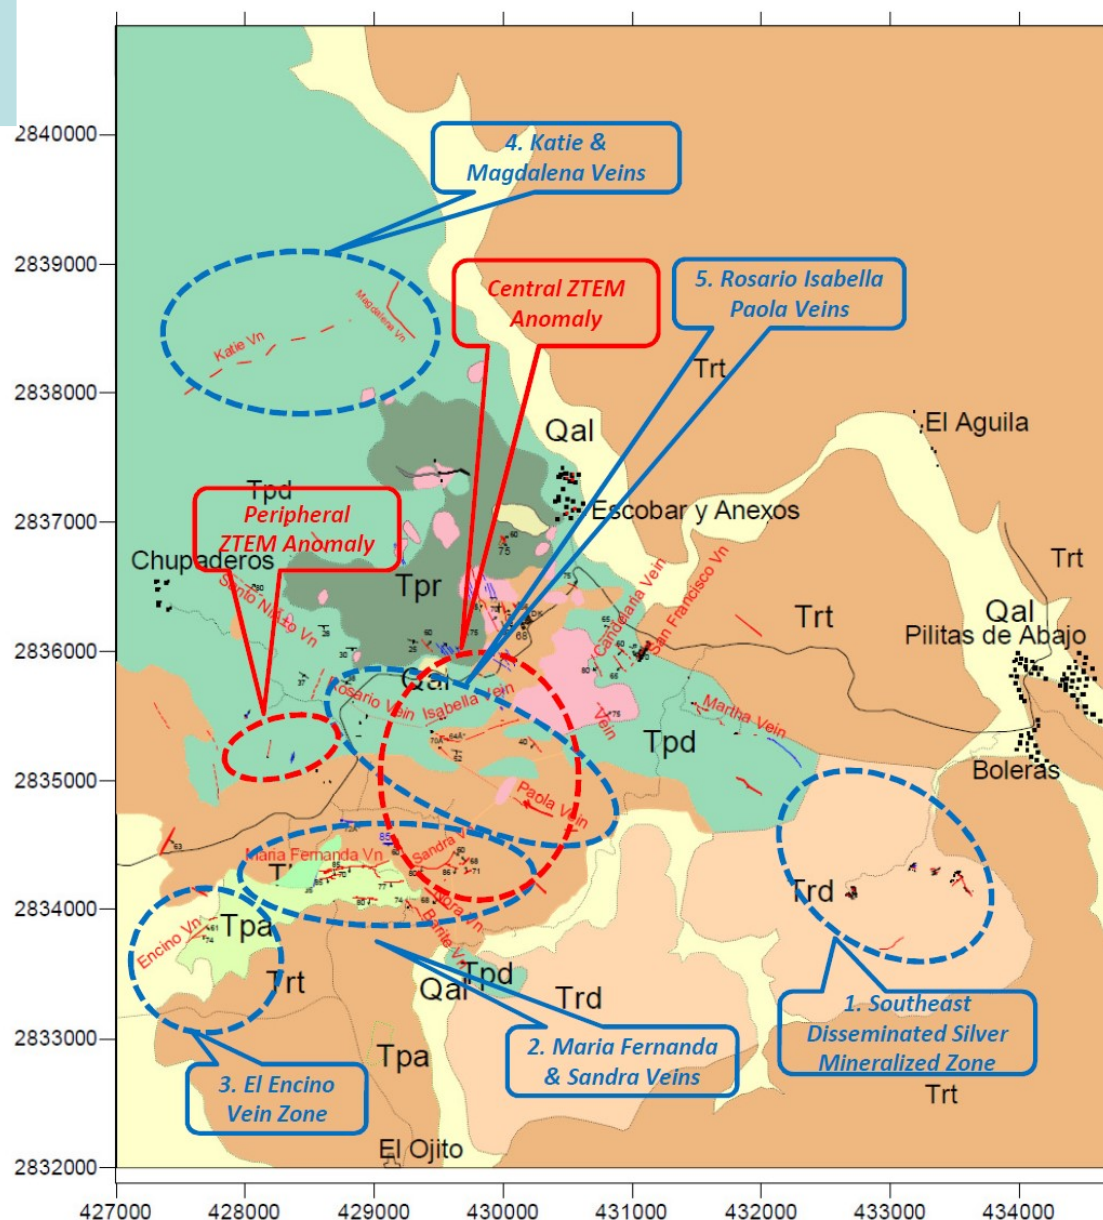 2840000
4. Katie &
Magdalena Veins
2839000
Central ZTEM
Anomaly
5. Rosario Isabella
Paola Veins
Magdalena Vn
Katie Vn
Trt
2838000
Qal
El Aguila
Tpd
Peripheral
ZTEM Anomaly
2837000
Escobar y Anexos
Chupaderos
Tpr
Trt
Trt
Candelaria Vein
San Francisco Vn
Qal
Pilitas de Abajo
2836000
Qal
Rosario Vein
Isabella Vein
Vein
Martha Vein
Tpd
2835000
Boleras
Paola Vein
Maria Fernanda Vn
Sandra V
Nora Vn
Trd
2834000
Encino Vn
Tpa
Trt
Qal
Tpd
Trd
1. Southeast
Disseminated Silver
Mineralized Zone
2833000
Tpa
2. Maria Fernanda
& Sandra Veins
3. El Encino
Vein Zone
Trt
El Ojito
2832000
427000
428000
429000
430000
431000
432000
433000
434000